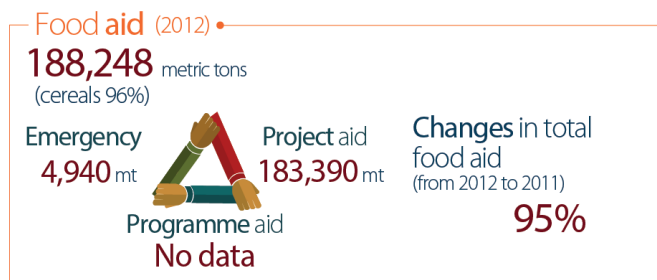 Food aid (2012)
188,248 metric tons
(cereals 96%)
Emergency
4,940 mt
Project aid
183,390 mt
Programme aid
No data
Changes in total
food aid
(from 2012 to 2011)
95%